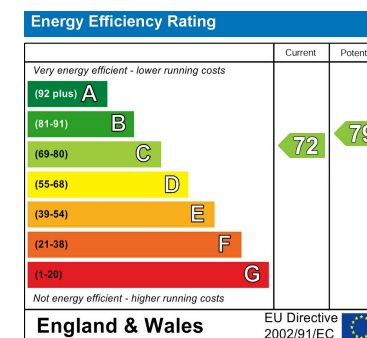 Energy Efficiency Rating
Current Potent
Very energy efficient - lower running costs
(92 plus) A
(81-91) B
(69-80) C
(55-68) D
(39-54) E
(21-38) F
(1-20) G
72 79
Not energy efficient - higher running costs
England & Wales
EU Directive
2002/91/EC